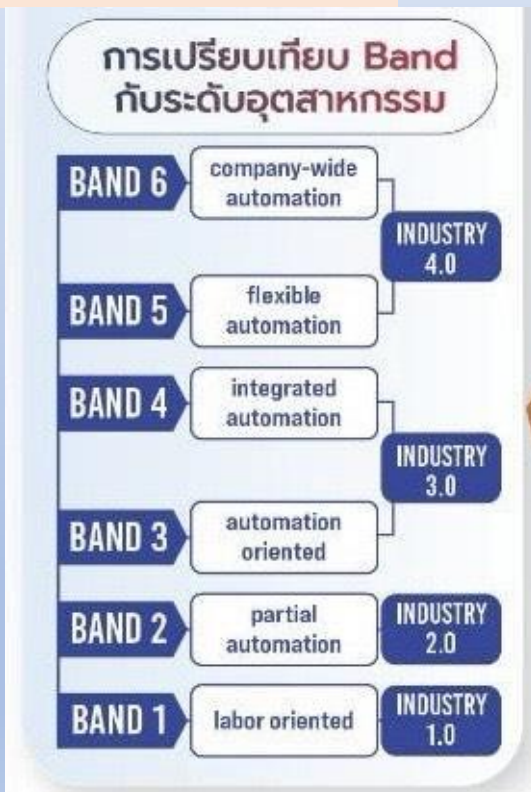 การเปรียบเทียบ Band
กับระดับอุตสาหกรรม
BAND 6
company-wide
automation
INDUSTRY
4.0
BAND 5
flexible
automation
BAND 4
integrated
automation
INDUSTRY
3.0
BAND 3
automation
oriented
BAND 2
partial
automation
INDUSTRY
2.0
BAND 1
labor oriented
INDUSTRY
1.0